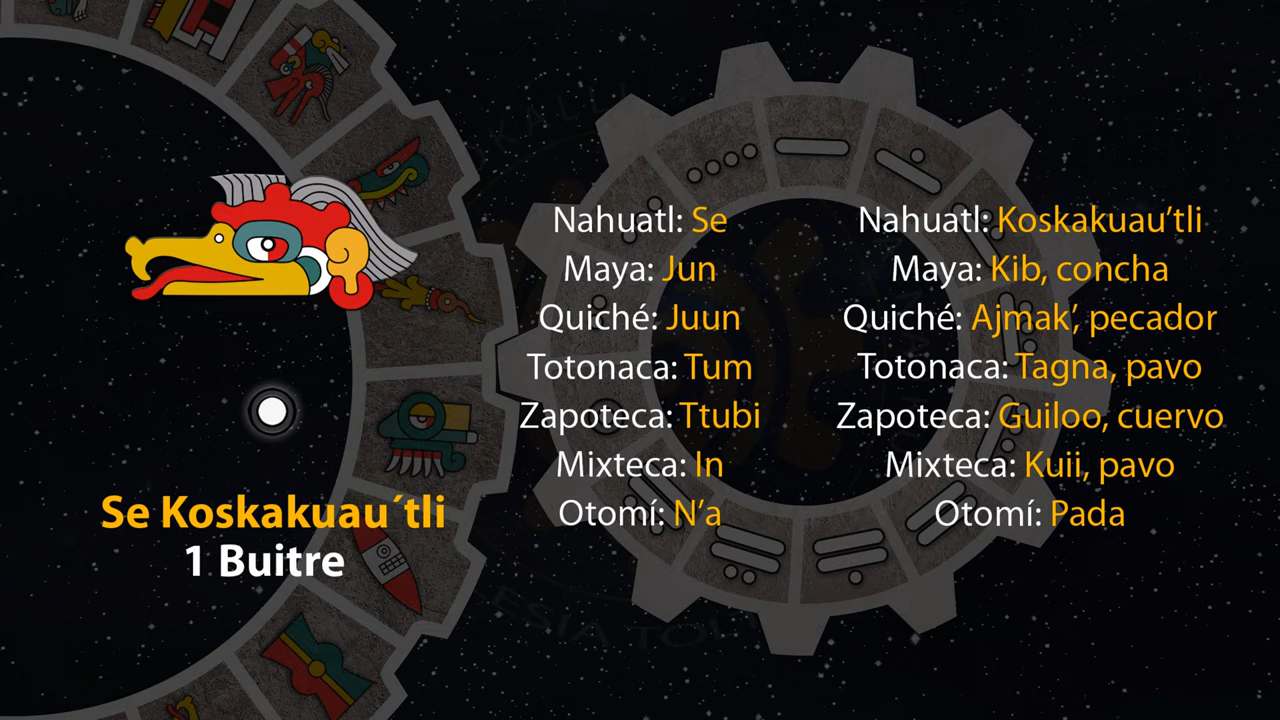 Nahuatl: Se
Maya: Jun
Quiché: Juun
Totonaca: Tum
Zapoteca: Ttubi
Mixteca: In
Otomí: N’a
Nahuatl: Koskakuau’tli
Maya: Kib, concha
Quiché: Ajmak’, pecador
Totonaca: Tagna, pavo
Zapoteca: Guiloo, cuervo
Mixteca: Kuii, pavo
Otomí: Pada
Se Koskakuau´tli
1 Buitre